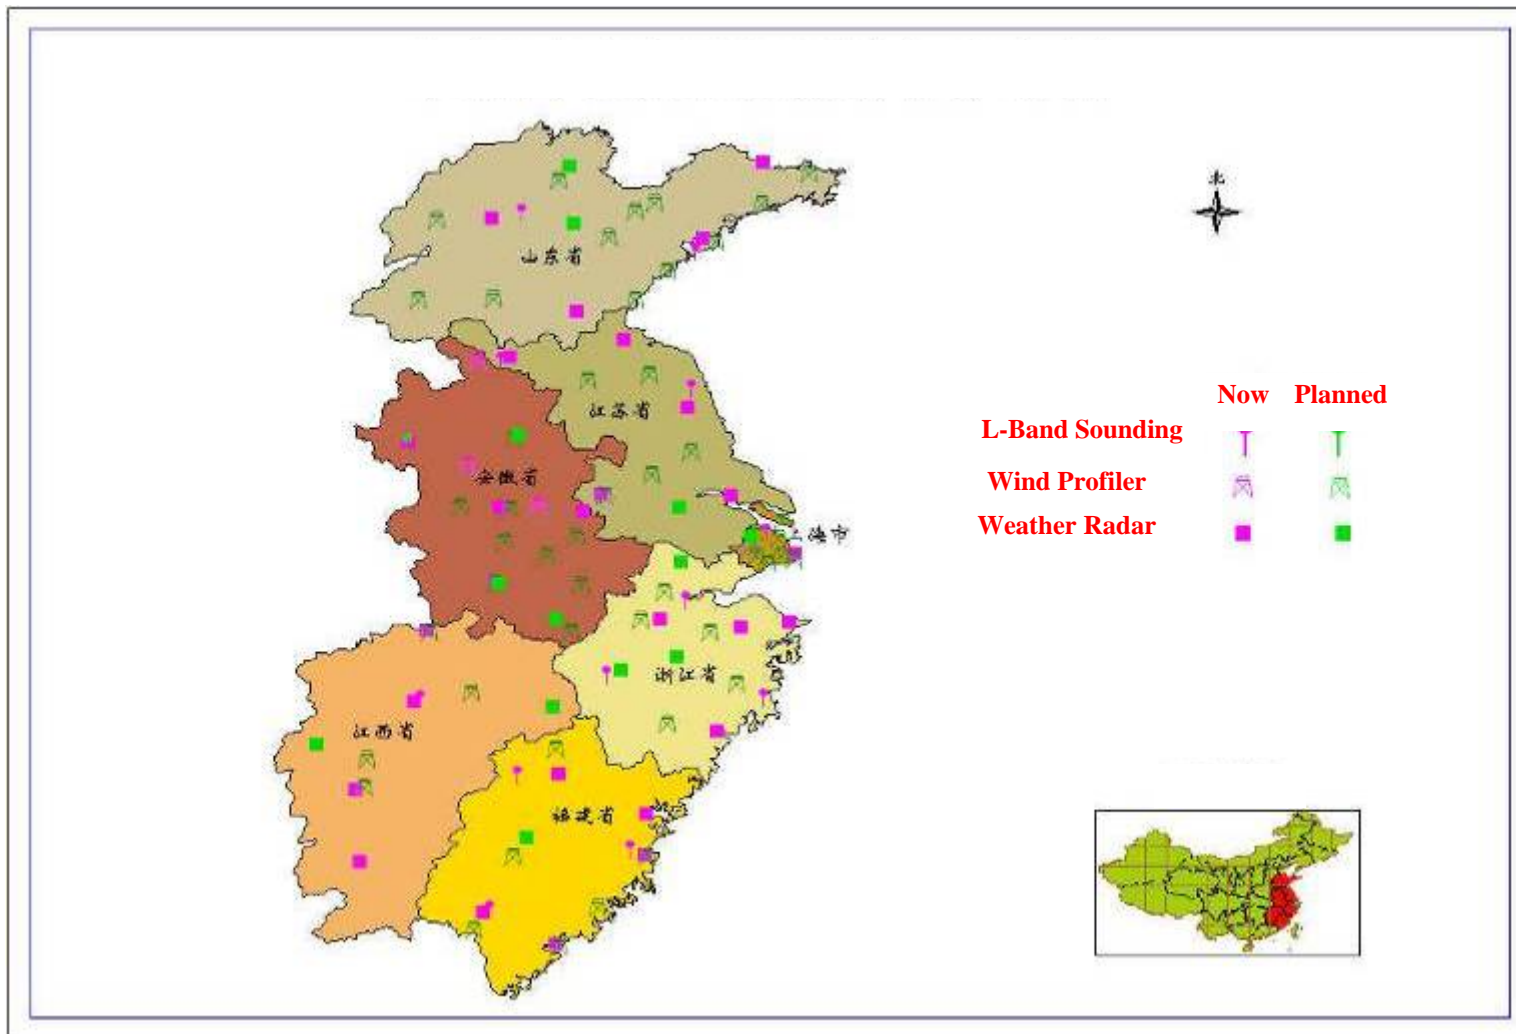 北
山东省
Now Planned
江苏省
L-Band Sounding
安徽省
Wind Profiler
Weather Radar
上海市
浙江省
江西省
福建省